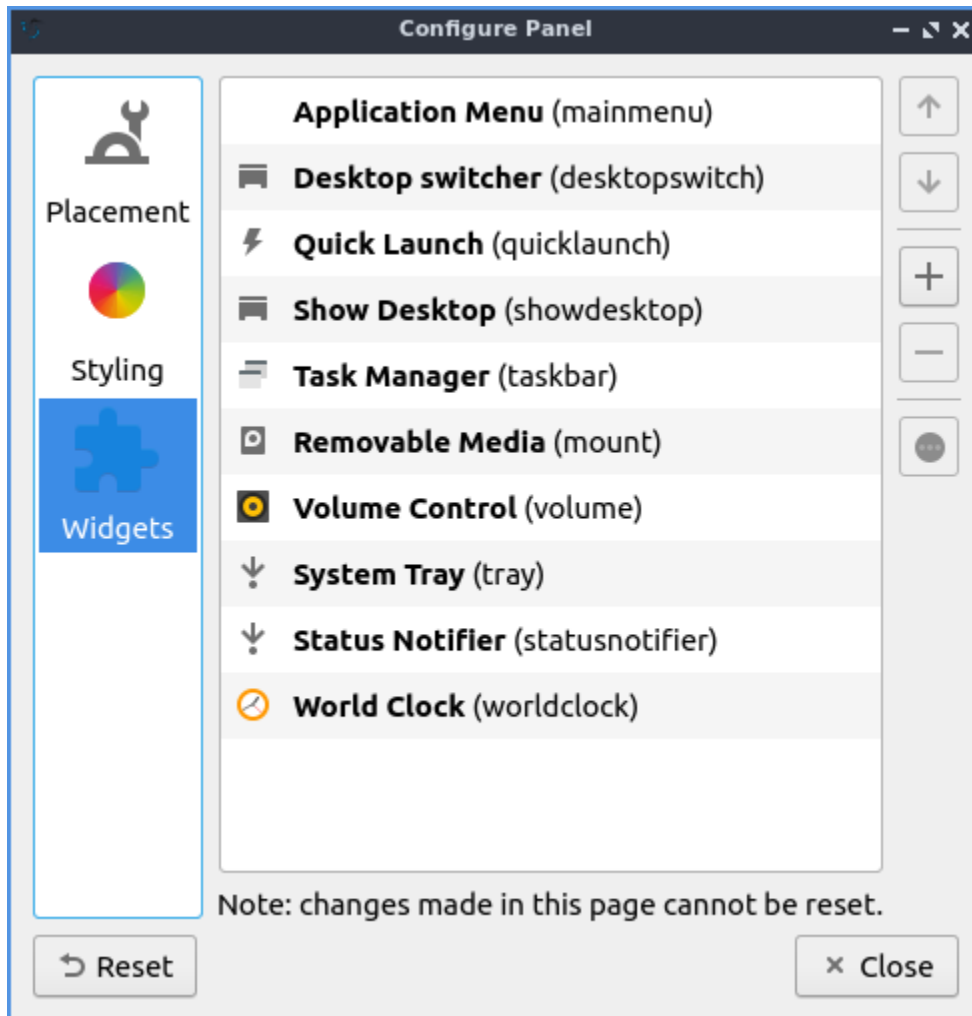 Configure Panel
Placement
Styling
Widgets
Application Menu (mainmenu)
Desktop switcher (desktopswitch)
Quick Launch (quicklaunch)
Show Desktop (showdesktop)
Task Manager (taskbar)
Removable Media (mount)
Volume Control (volume)
System Tray (tray)
Status Notifier (statusnotifier)
World Clock (worldclock)
Note: changes made in this page cannot be reset.
Reset
Close